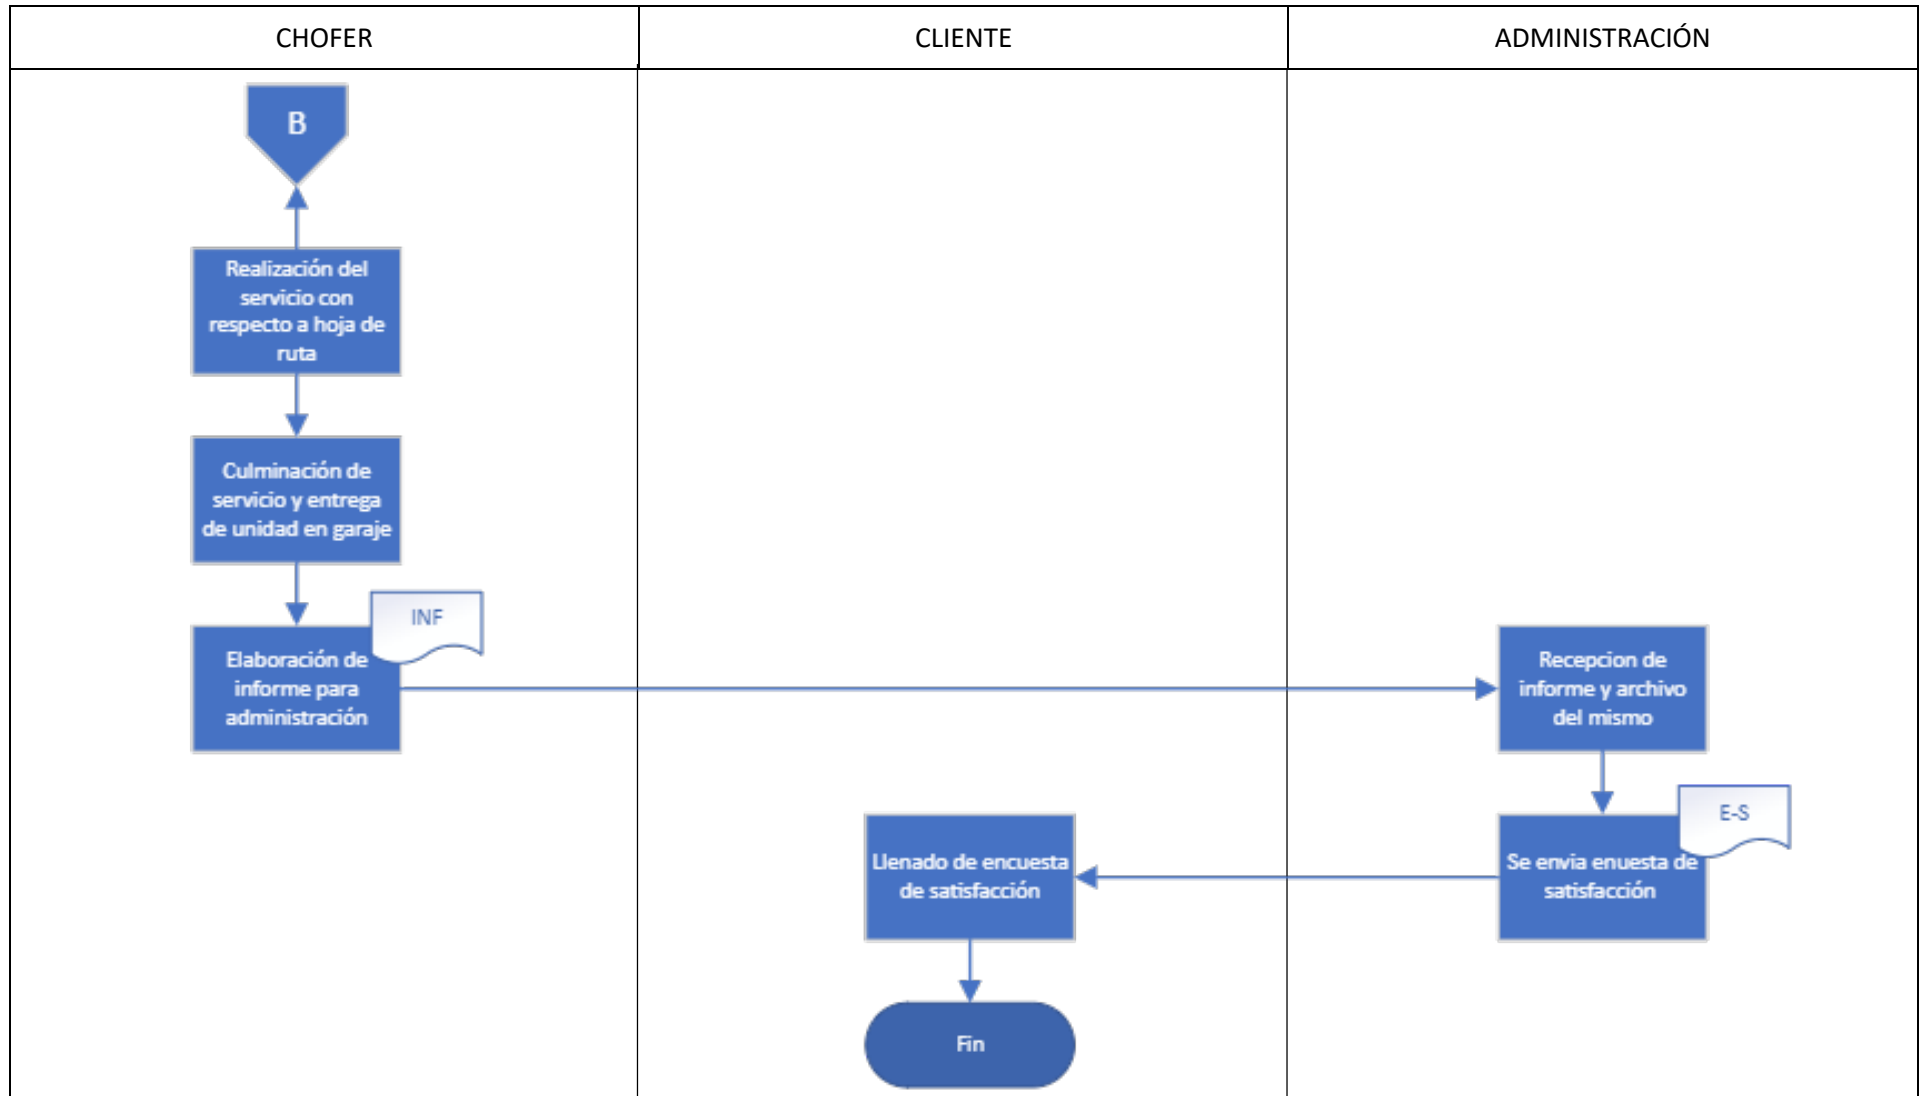 CHOFER
CLIENTE
ADMINISTRACIÓN
B
Realización del
servicio con
respecto a hoja de
ruta
Culminación de
servicio y entrega
de unidad en garaje
INF
Elaboración de
informe para
administración
Recepcion de
informe y archivo
del mismo
E-S
Se envia enuesta de
satisfacción
Llenado de encuesta
de satisfacción
Fin